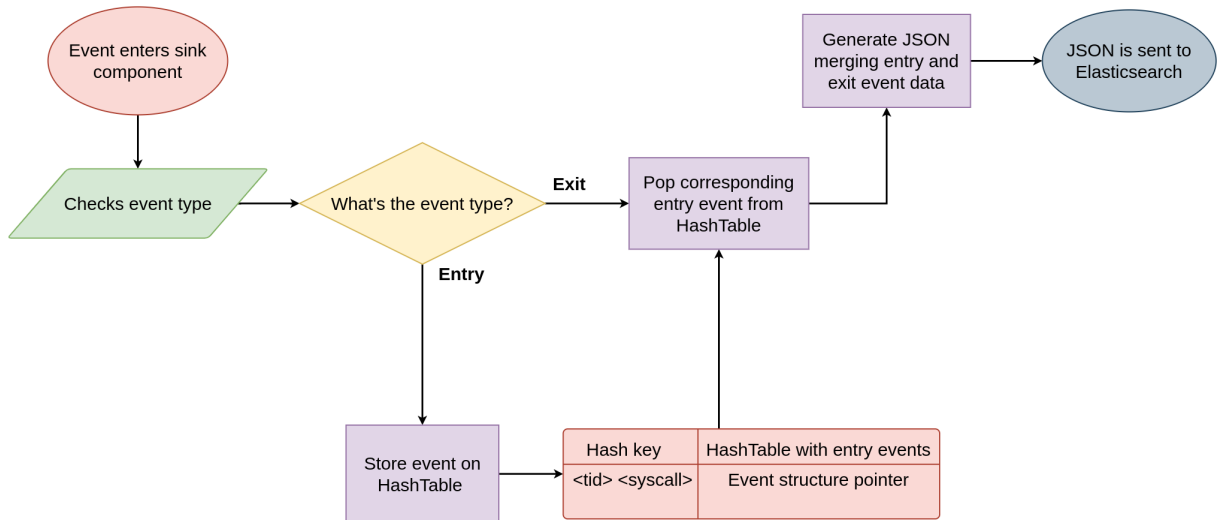 Event enters sink
component
Checks event type
What's the event type?
Exit
Entry
Pop corresponding
entry event from
HashTable
Generate JSON
merging entry and
exit event data
JSON is sent to
Elasticsearch
Store event on
HashTable
Hash key
HashTable with entry events
<tid> <syscall>
Event structure pointer